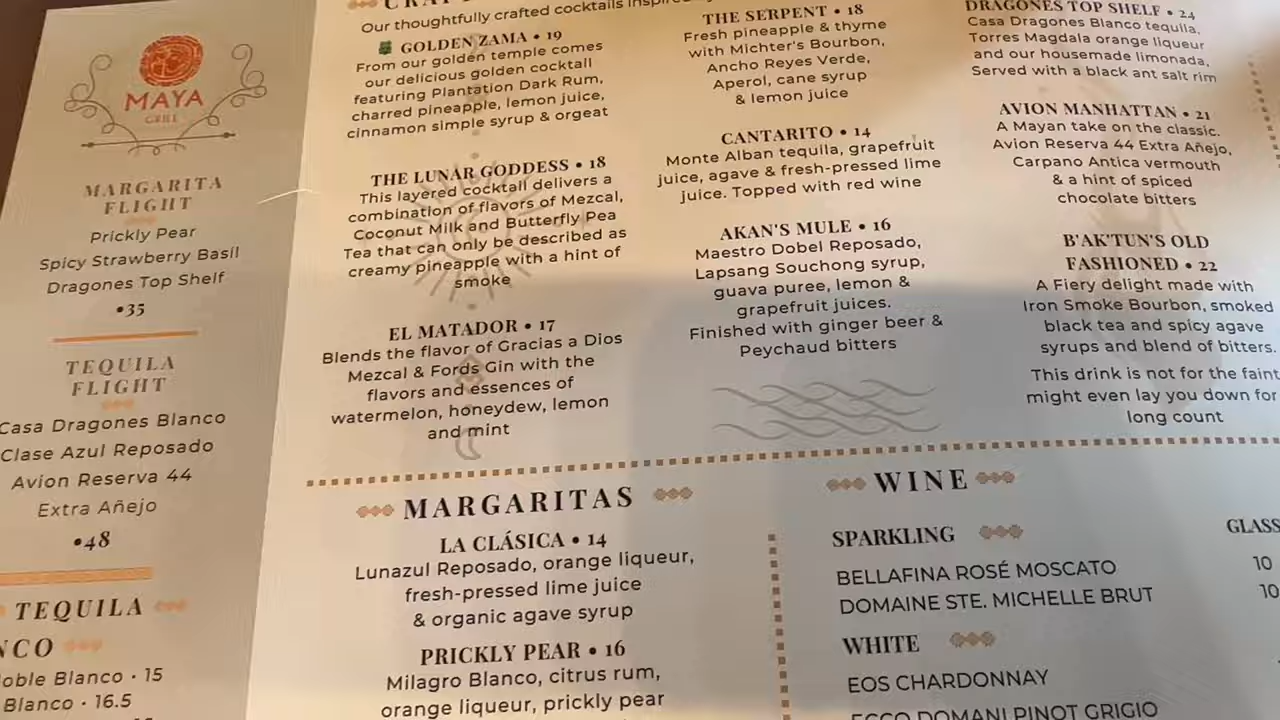 MAYA
GRILL
MARGARITA
FLIGHT
Prickly Pear
Spicy Strawberry Basil
Dragones Top Shelf
•35
TEQUILA
FLIGHT
Casa Dragones Blanco
Clase Azul Reposado
Avion Reserva 44
Extra Añejo
•48
TEQUILA
Blanco • 15
Blanco • 16.5
Our thoughtfully crafted cocktails
GOLDEN ZAMA • 19
From our golden temple comes
our delicious golden cocktail
featuring Plantation Dark Rum,
charred pineapple, lemon juice,
cinnamon simple syrup & orgeat
THE LUNAR GODDESS • 18
This layered cocktail delivers a
combination of flavors of Mezcal,
Coconut Milk and Butterfly Pea
Tea that can only be described as
creamy pineapple with a hint of
smoke
EL MATADOR • 17
Blends the flavor of Gracias a Dios
Mezcal & Fords Gin with the
flavors and essences of
watermelon, honeydew, lemon
and mint
THE SERPENT • 18
Fresh pineapple & thyme
with Michter's Bourbon,
Ancho Reyes Verde,
Aperol, cane syrup
& lemon juice
CANTARITO • 14
Monte Alban tequila, grapefruit
juice, agave & fresh-pressed lime
juice. Topped with red wine
AKAN'S MULE • 16
Maestro Dobel Reposado,
Lapsang Souchong syrup,
guava puree, lemon &
grapefruit juices.
Finished with ginger beer &
Peychaud bitters
DRAGONES TOP SHELF • 24
Casa Dragones Blanco tequila,
Torres Magdala orange liqueur
and our housemade limonada,
Served with a black ant salt rim
AVION MANHATTAN • 21
A Mayan take on the classic.
Avion Reserva 44 Extra Añejo,
Carpano Antica vermouth
& a hint of spiced
chocolate bitters
B'AK'TUN'S OLD
FASHIONED • 22
A Fiery delight made with
Iron Smoke Bourbon, smoked
black tea and spicy agave
syrups and blend of bitters.
This drink is not for the faint
might even lay you down for
long count
MARGARITAS
LA CLÁSICA • 14
Lunazul Reposado, orange liqueur,
fresh-pressed lime juice
& organic agave syrup
PRICKLY PEAR • 16
Milagro Blanco, citrus rum,
orange liqueur, prickly pear
WINE
SPARKLING GLASS
BELLAFINA ROSÉ MOSCATO 10
DOMAINE STE. MICHELLE BRUT 10
WHITE
EOS CHARDONNAY
ECCO DOMANI PINOT GRIGIO